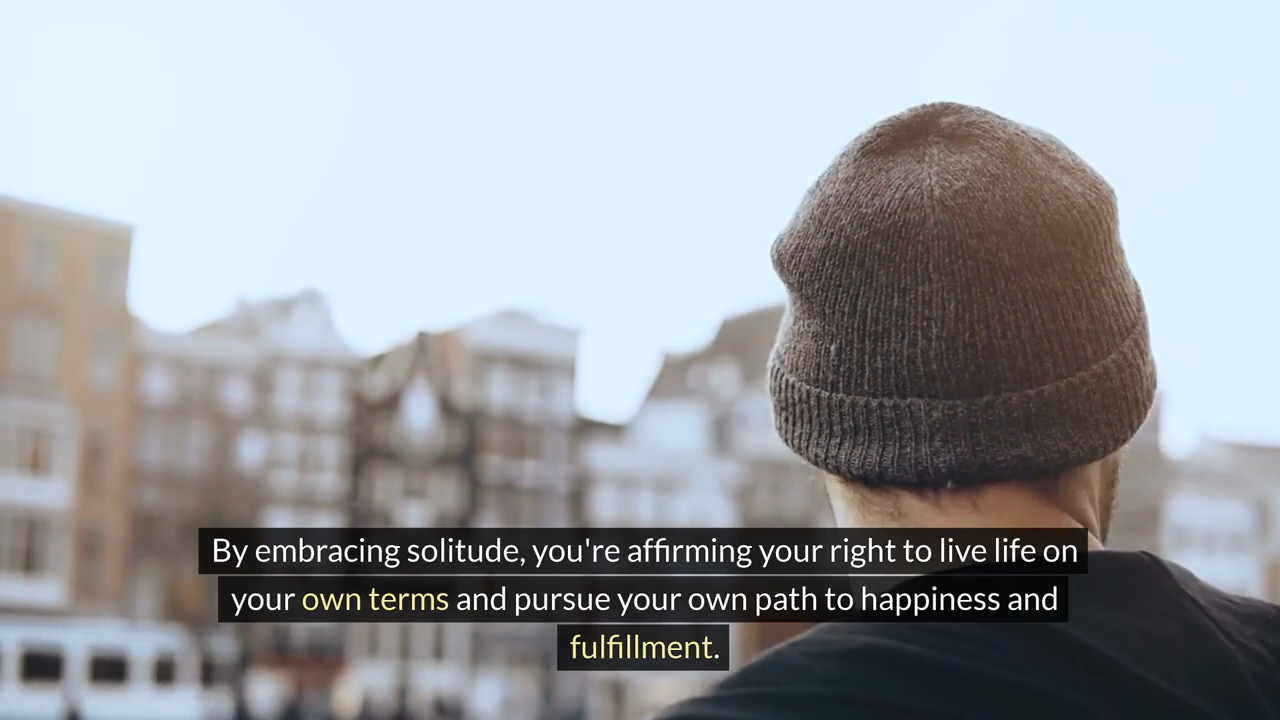 By embracing solitude, you're affirming your right to live life on
your own terms and pursue your own path to happiness and
fulfillment.